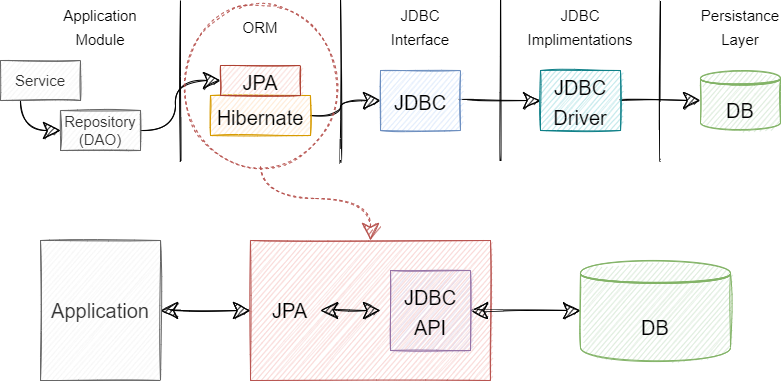 Application
Module
ORM
JDBC
Interface
JDBC
Implimentations
Persistance
Layer
Service
Repository
(DAO)
JPA
Hibernate
JDBC
JDBC
Driver
DB
Application
JPA
JDBC
API
DB